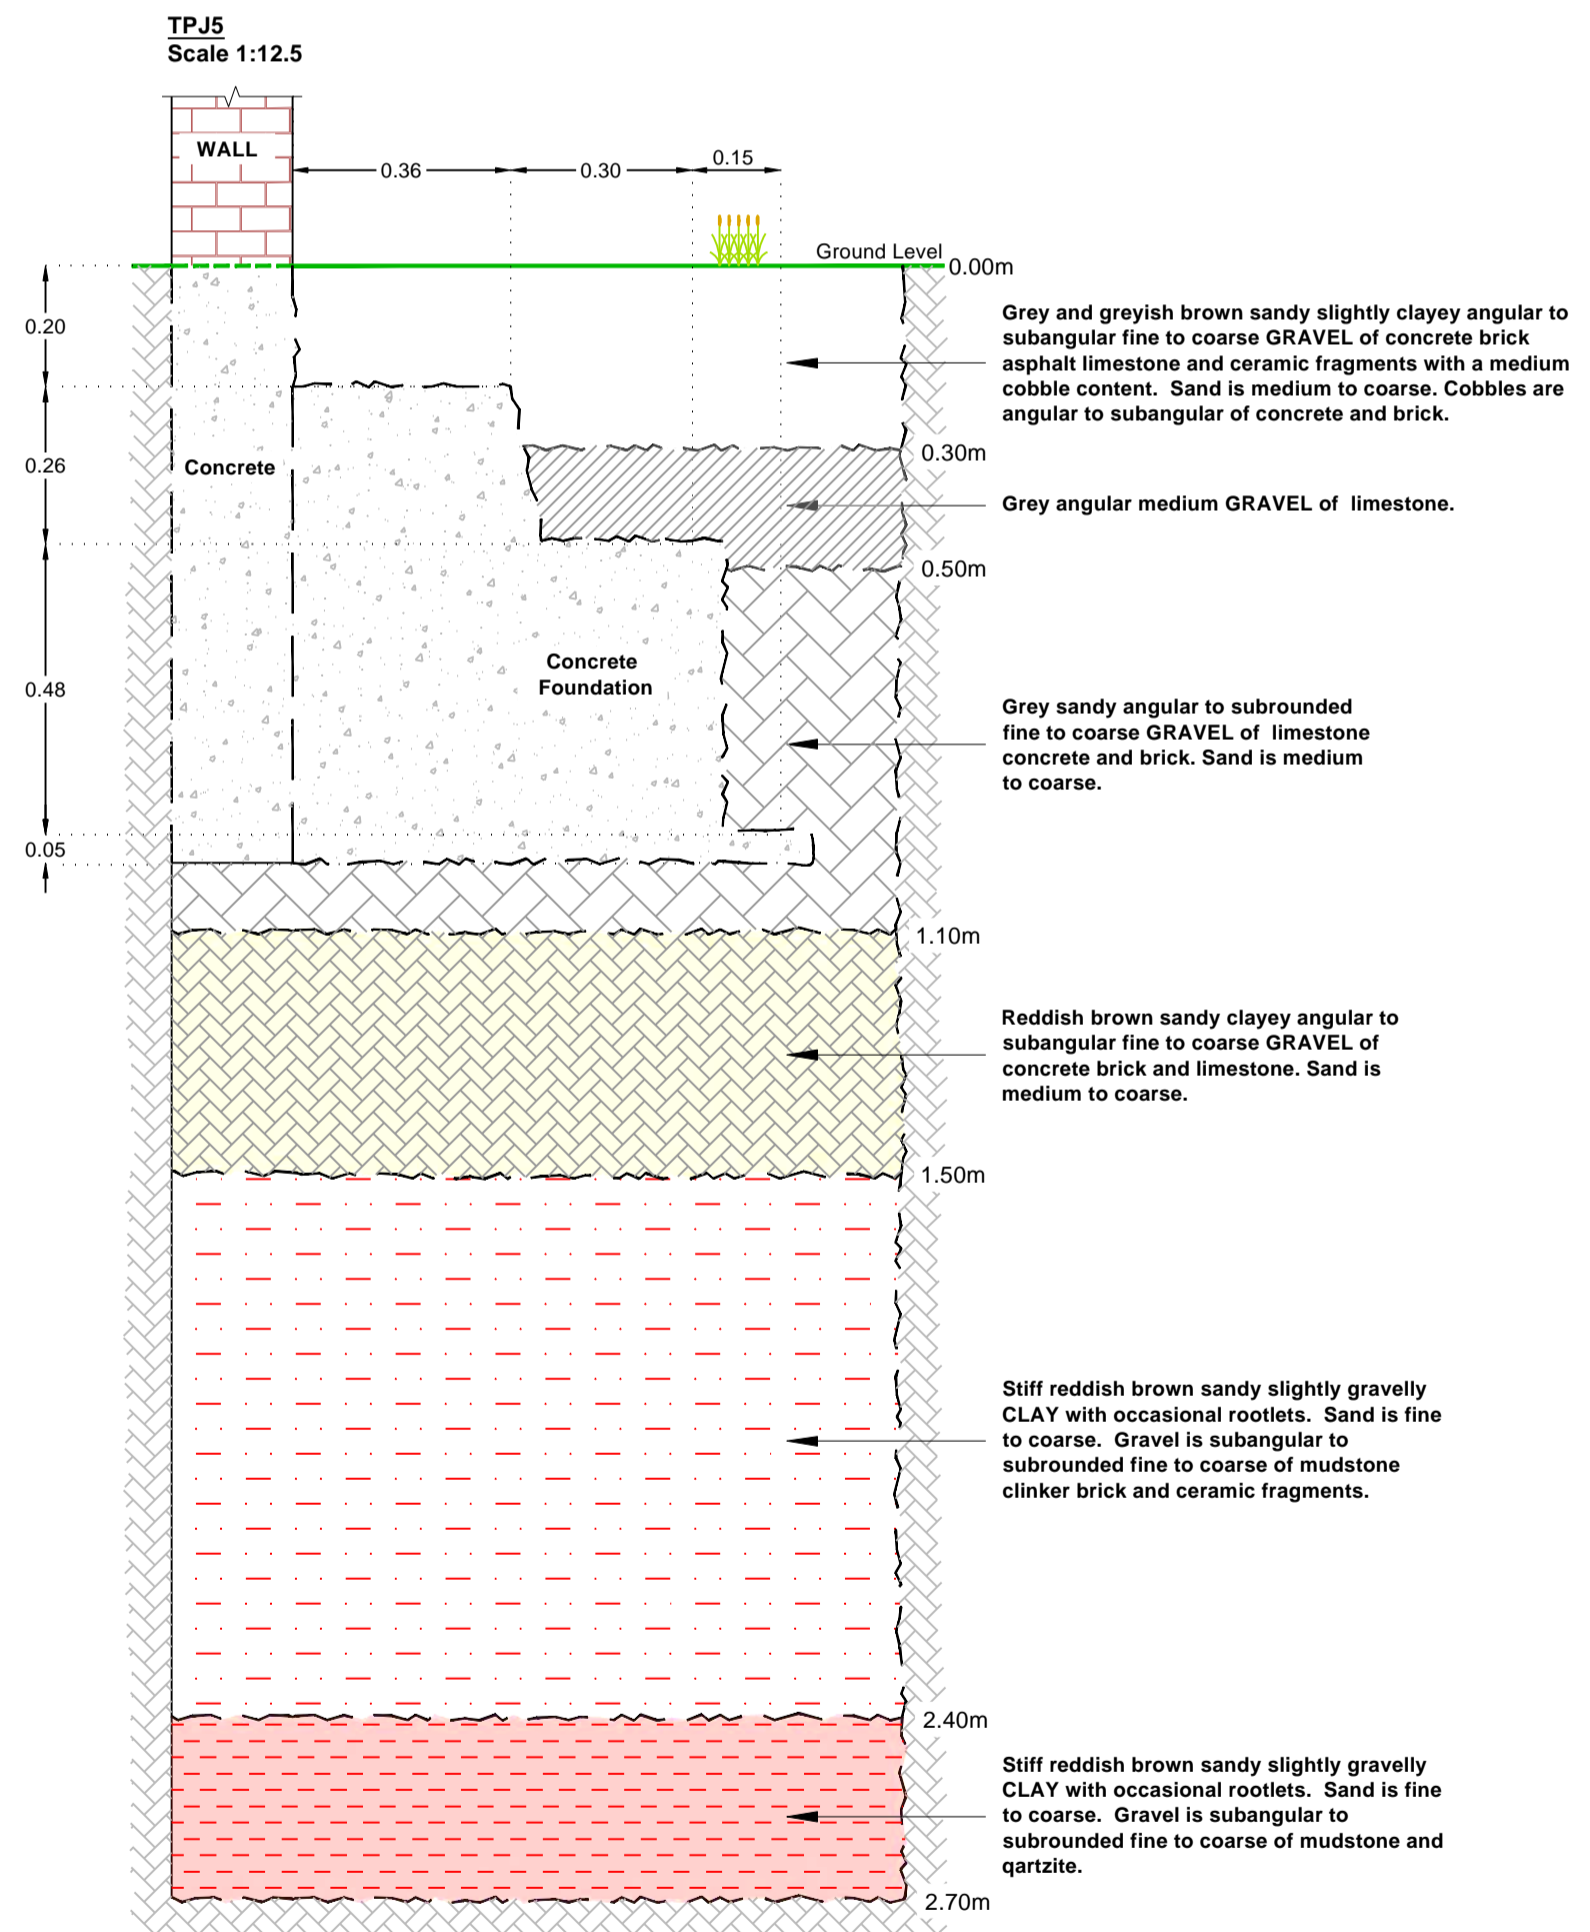 TPJ5
Scale 1:12.5
WALL
0.36
0.30
0.15
Ground Level
0.00m
0.20
0.26
0.48
0.05
Concrete
Concrete
Foundation
Grey and greyish brown sandy slightly clayey angular to
subangular fine to coarse GRAVEL of concrete brick
asphalt limestone and ceramic fragments with a medium
cobble content. Sand is medium to coarse. Cobbles are
angular to subangular of concrete and brick.
0.30m
Grey angular medium GRAVEL of limestone.
0.50m
Grey sandy angular to subrounded
fine to coarse GRAVEL of limestone
concrete and brick. Sand is medium
to coarse.
1.10m
Reddish brown sandy clayey angular to
subangular fine to coarse GRAVEL of
concrete brick and limestone. Sand is
medium to coarse.
1.50m
Stiff reddish brown sandy slightly gravelly
CLAY with occasional rootlets. Sand is fine
to coarse. Gravel is subangular to
subrounded fine to coarse of mudstone
clinker brick and ceramic fragments.
2.40m
Stiff reddish brown sandy slightly gravelly
CLAY with occasional rootlets. Sand is fine
to coarse. Gravel is subangular to
subrounded fine to coarse of mudstone and
qartzite.
2.70m